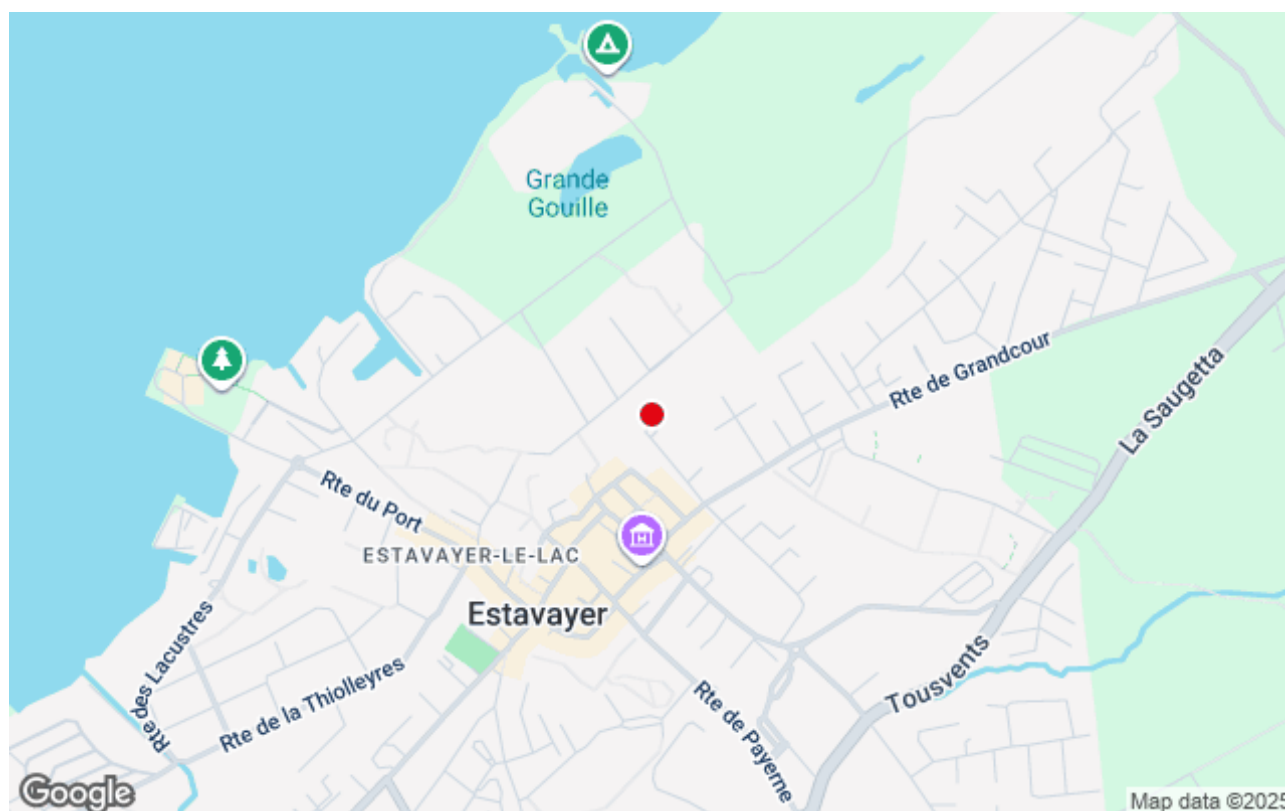 Grande
Gouille
Rte de Grandcour
La Saugetta
Rte du Port
ESTAVAYER-LE-LAC
Estavayer
Rte des Lacustres
Rte de la Thiolleyres
Rte de Payerne
Tousvents
Google
Map data ©2025